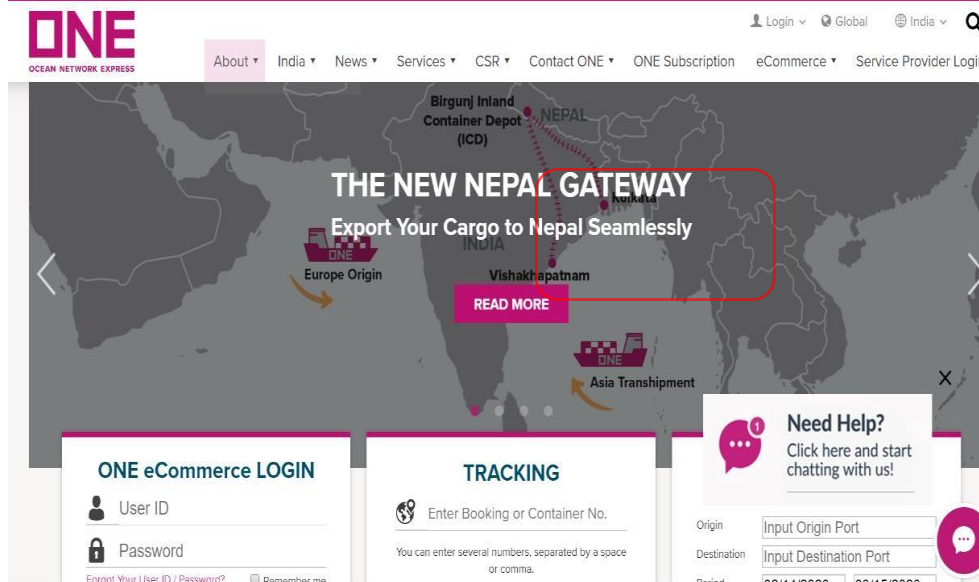 ONE
OCEAN NETWORK EXPRESS
Login Global India
About India News Services CSR Contact ONE ONE Subscription eCommerce Service Provider
Birgunj Inland
Container Depot
(ICD)
NEPAL
THE NEW NEPAL GATEWAY
Kolkata
Export Your Cargo to Nepal Seamlessly
INDIA
ONE
Europe Origin
Vishakhapatnam
READ MORE
ONE
Asia Transhipment
X
Need Help?
1
Click here and start
chatting with us!
ONE eCommerce LOGIN
User ID
Password
Forgot Your User ID / Password? Remember me
TRACKING
Enter Booking or Container No.
You can enter several numbers, separated by a space
or comma.
Origin Input Origin Port
Destination Input Destination Port